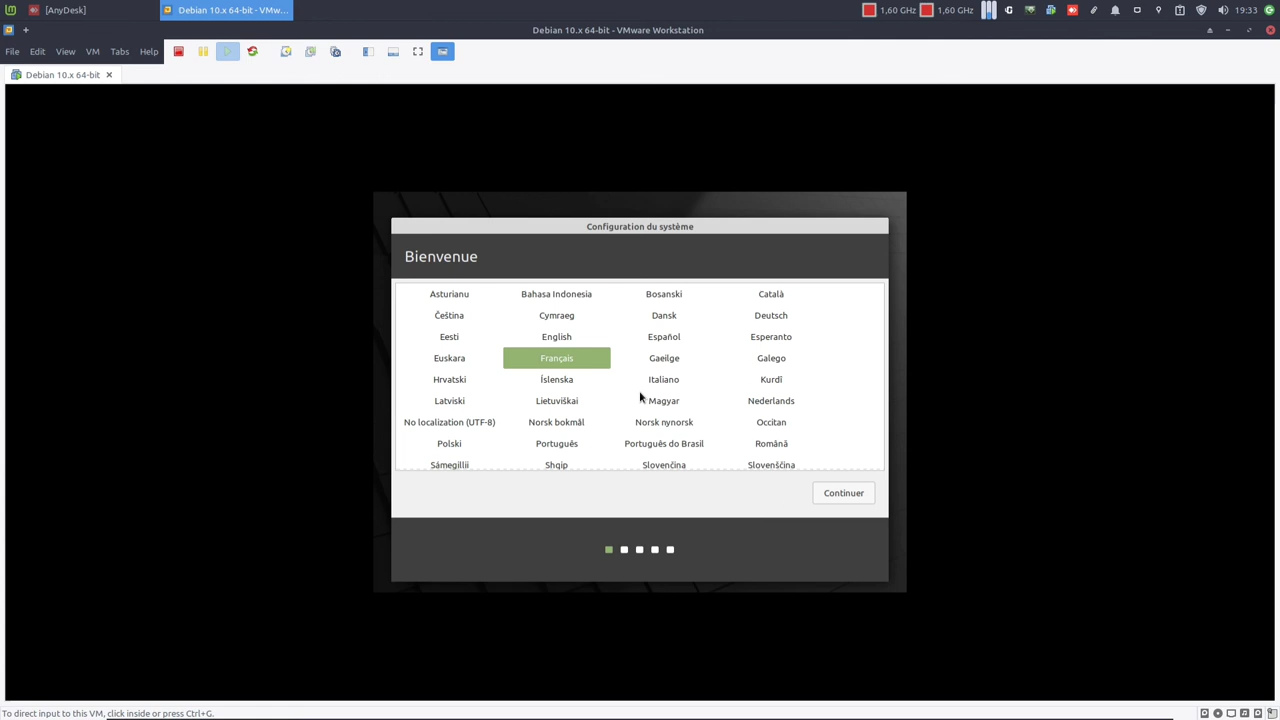 [AnyDesk]
Debian 10.x 64-bit - VMw...
1,60 GHz
1,60 GHz
19:33
Debian 10.x 64-bit - VMware Workstation
File Edit View VM Tabs Help
Debian 10.x 64-bit
Configuration du système
Bienvenue
Asturianu Bahasa Indonesia Bosanski Català
Čeština Cymraeg Dansk Deutsch
Eesti English Español Esperanto
Euskara Français Gaeilge Galego
Hrvatski Íslenska Italiano Kurdî
Latviski Lietuviškai Magyar Nederlands
No localization (UTF-8) Norsk bokmål Norsk nynorsk Occitan
Polski Português Português do Brasil Română
Sámegillii Shqip Slovenčina Slovenščina
Continuer
To direct input to this VM, click inside or press Ctrl+G.